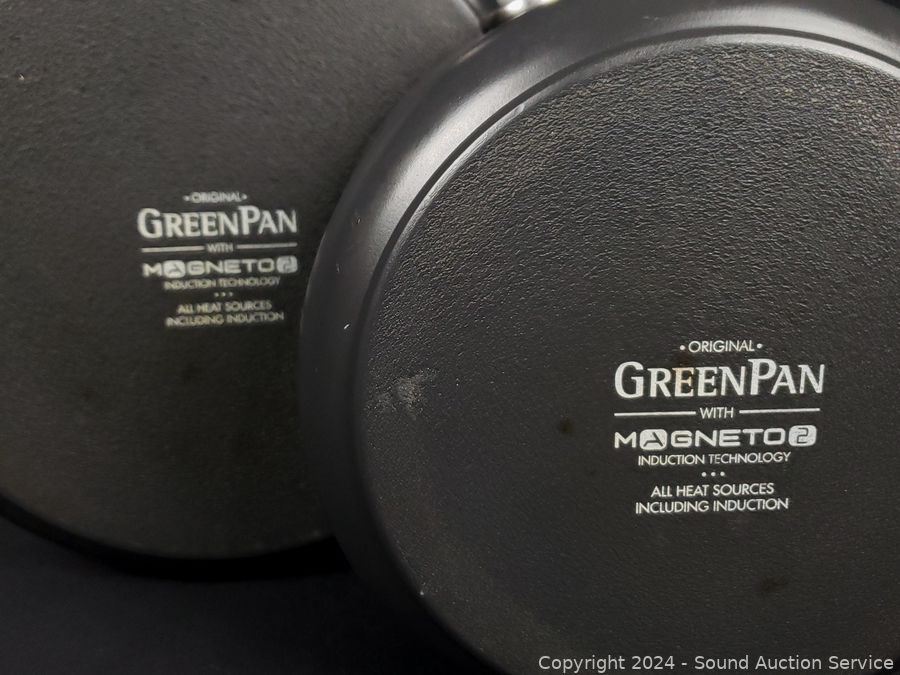 •ORIGINAL•
GREENPAN
WITH
MAGNETO2
INDUCTION TECHNOLOGY
•••
ALL HEAT SOURCES
INCLUDING INDUCTION
•ORIGINAL•
GREENPAN
WITH
MAGNETO2
INDUCTION TECHNOLOGY
•••
ALL HEAT SOURCES
INCLUDING INDUCTION
Copyright 2024 - Sound Auction Service